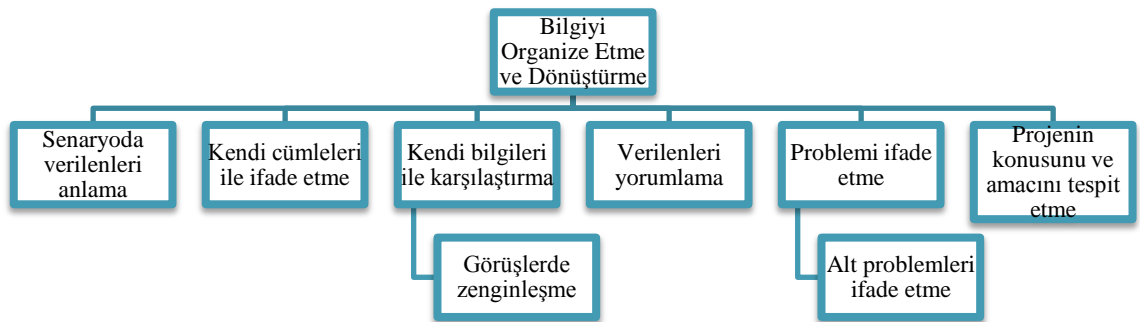 Bilgiyi
Organize Etme
ve Dönüştürme
Senaryoda
verilenleri
anlama
Kendi cümleleri
ile ifade etme
Kendi bilgileri
ile karşılaştırma
Verilenleri
yorumlama
Problemi ifade
etme
Projenin
konusunu ve
amacını tespit
etme
Görüşlerde
zenginleşme
Alt problemleri
ifade etme